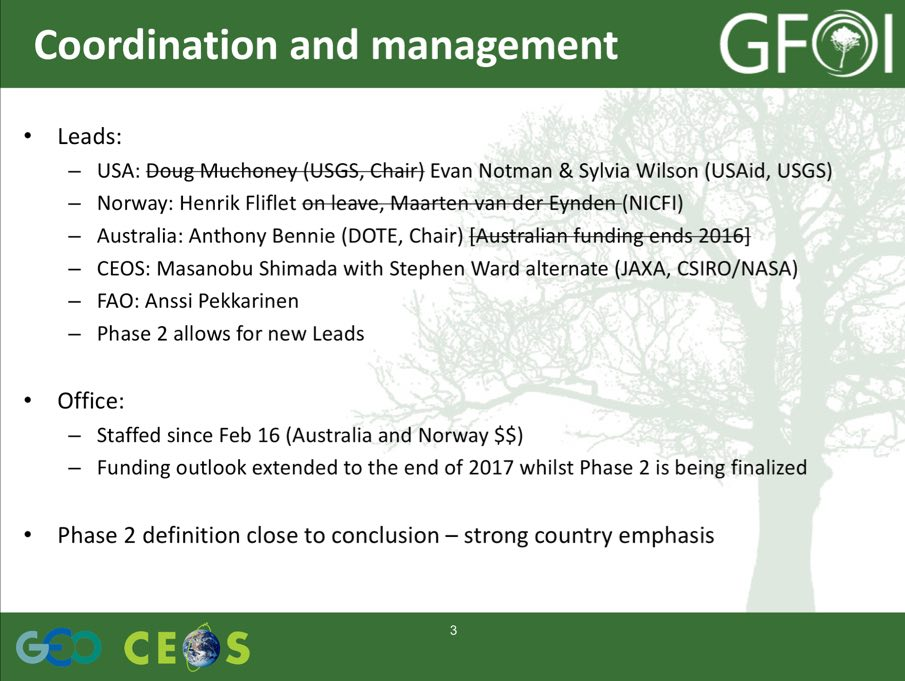 Coordination and management
GFOI
• Leads:
– USA: Doug Muchoney (USGS, Chair) Evan Notman & Sylvia Wilson (USAid, USGS)
– Norway: Henrik Fliflet on leave, Maarten van der Eynden (NICFI)
– Australia: Anthony Bennie (DOTE, Chair) [Australian funding ends 2016]
– CEOS: Masanobu Shimada with Stephen Ward alternate (JAXA, CSIRO/NASA)
– FAO: Anssi Pekkarinen
– Phase 2 allows for new Leads
• Office:
– Staffed since Feb 16 (Australia and Norway $$)
– Funding outlook extended to the end of 2017 whilst Phase 2 is being finalized
• Phase 2 definition close to conclusion – strong country emphasis
GEO CEOS
3